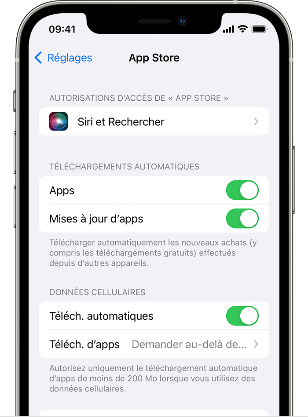 09:41
Réglages
App Store
AUTORISATIONS D'ACCÈS DE « APP STORE »
Siri et Rechercher
TÉLÉCHARGEMENTS AUTOMATIQUES
Apps
Mises à jour d'apps
Télécharger automatiquement les nouveaux achats (y
compris les téléchargements gratuits) effectués
depuis d'autres appareils.
DONNÉES CELLULAIRES
Téléch. automatiques
Téléch. d'apps Demander au-delà de...
Autorisez uniquement le téléchargement automatique
d'apps de moins de 200 Mo lorsque vous utilisez des
données cellulaires.